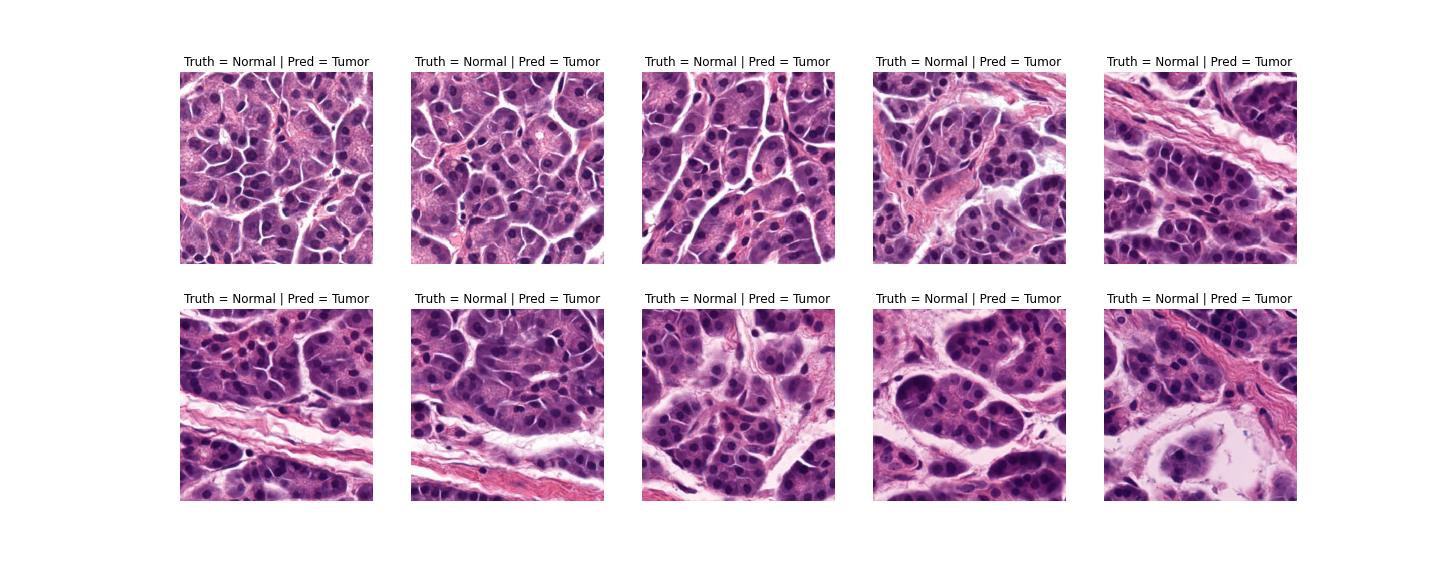 Truth = Normal | Pred = Tumor
Truth = Normal | Pred = Tumor
Truth = Normal | Pred = Tumor
Truth = Normal | Pred = Tumor
Truth = Normal | Pred = Tumor
Truth = Normal | Pred = Tumor
Truth = Normal | Pred = Tumor
Truth = Normal | Pred = Tumor
Truth = Normal | Pred = Tumor
Truth = Normal | Pred = Tumor